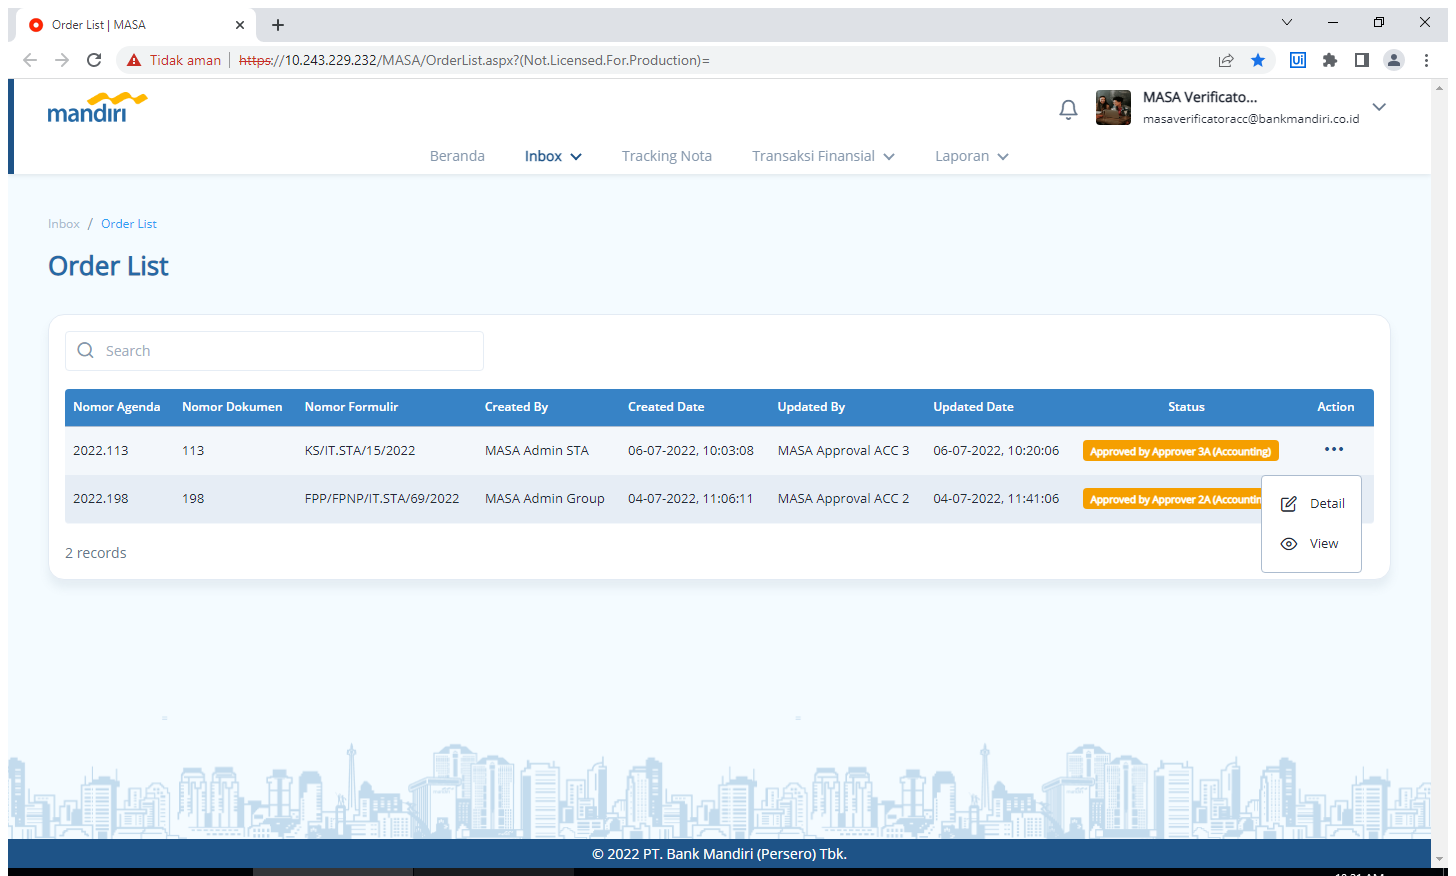 Order List | MASA
Tidak aman | https://10.243.229.232/MASA/OrderList.aspx?(Not.Licensed.For.Production)=
Ui
mandiri
MASA Verificato...
masaverificatoracc@bankmandiri.co.id
Beranda Inbox Tracking Nota Transaksi Finansial Laporan
Inbox / Order List
Order List
Search
Nomor Agenda Nomor Dokumen Nomor Formulir Created By Created Date Updated By Updated Date Status Action
2022.113 113 KS/IT.STA/15/2022 MASA Admin STA 06-07-2022, 10:03:08 MASA Approval ACC 3 06-07-2022, 10:20:06 Approved by Approver 3A (Accounting) •••
2022.198 198 FPP/FPNP/IT.STA/69/2022 MASA Admin Group 04-07-2022, 11:06:11 MASA Approval ACC 2 04-07-2022, 11:41:06 Approved by Approver 2A (Accountin
Detail
View
2 records
© 2022 PT. Bank Mandiri (Persero) Tbk.